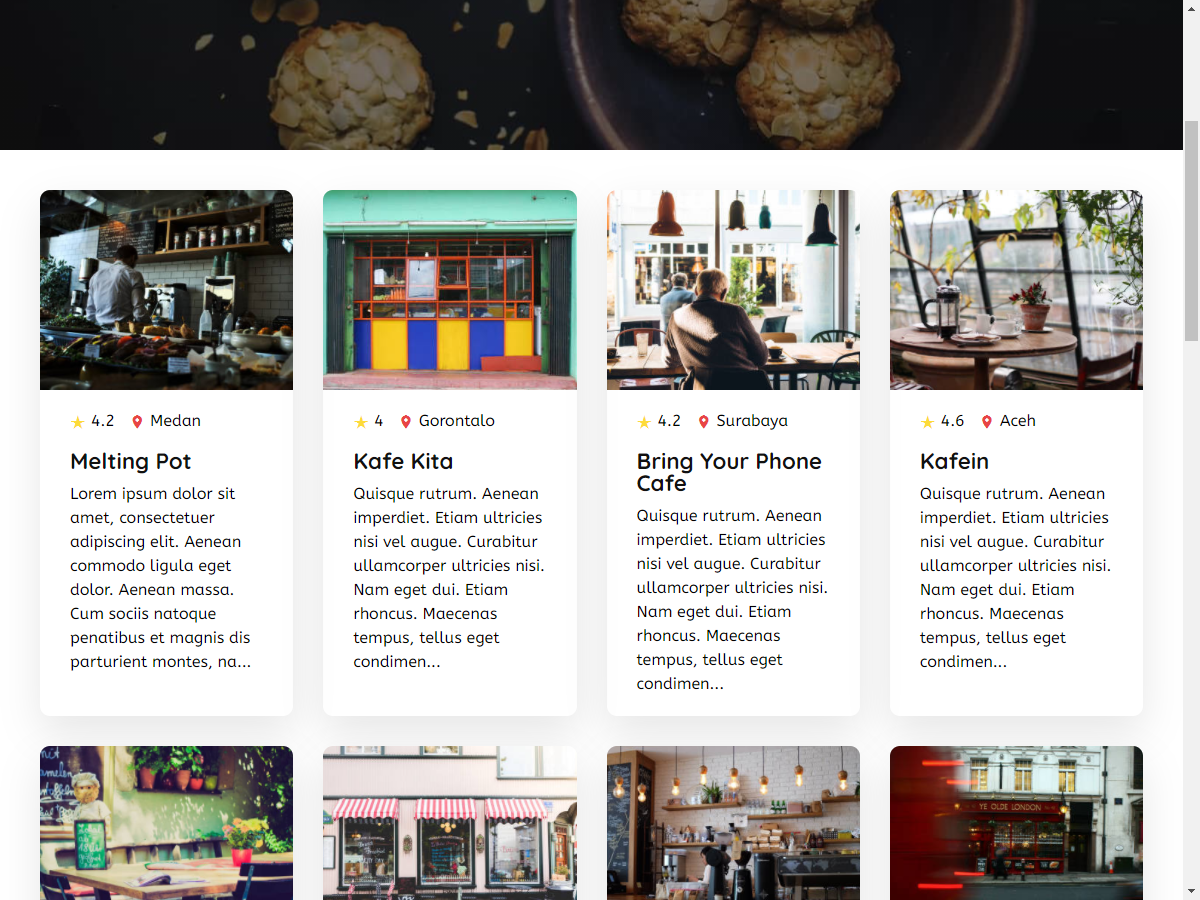 4.2 Medan
Melting Pot
Lorem ipsum dolor sit
amet, consectetuer
adipiscing elit. Aenean
commodo ligula eget
dolor. Aenean massa.
Cum sociis natoque
penatibus et magnis dis
parturient montes, na...
4 Gorontalo
Kafe Kita
Quisque rutrum. Aenean
imperdiet. Etiam ultricies
nisi vel augue. Curabitur
ullamcorper ultricies nisi.
Nam eget dui. Etiam
rhoncus. Maecenas
tempus, tellus eget
condimen...
4.2 Surabaya
Bring Your Phone
Cafe
Quisque rutrum. Aenean
imperdiet. Etiam ultricies
nisi vel augue. Curabitur
ullamcorper ultricies nisi.
Nam eget dui. Etiam
rhoncus. Maecenas
tempus, tellus eget
condimen...
4.6 Aceh
Kafein
Quisque rutrum. Aenean
imperdiet. Etiam ultricies
nisi vel augue. Curabitur
ullamcorper ultricies nisi.
Nam eget dui. Etiam
rhoncus. Maecenas
tempus, tellus eget
condimen...
YE OLDE LONDON